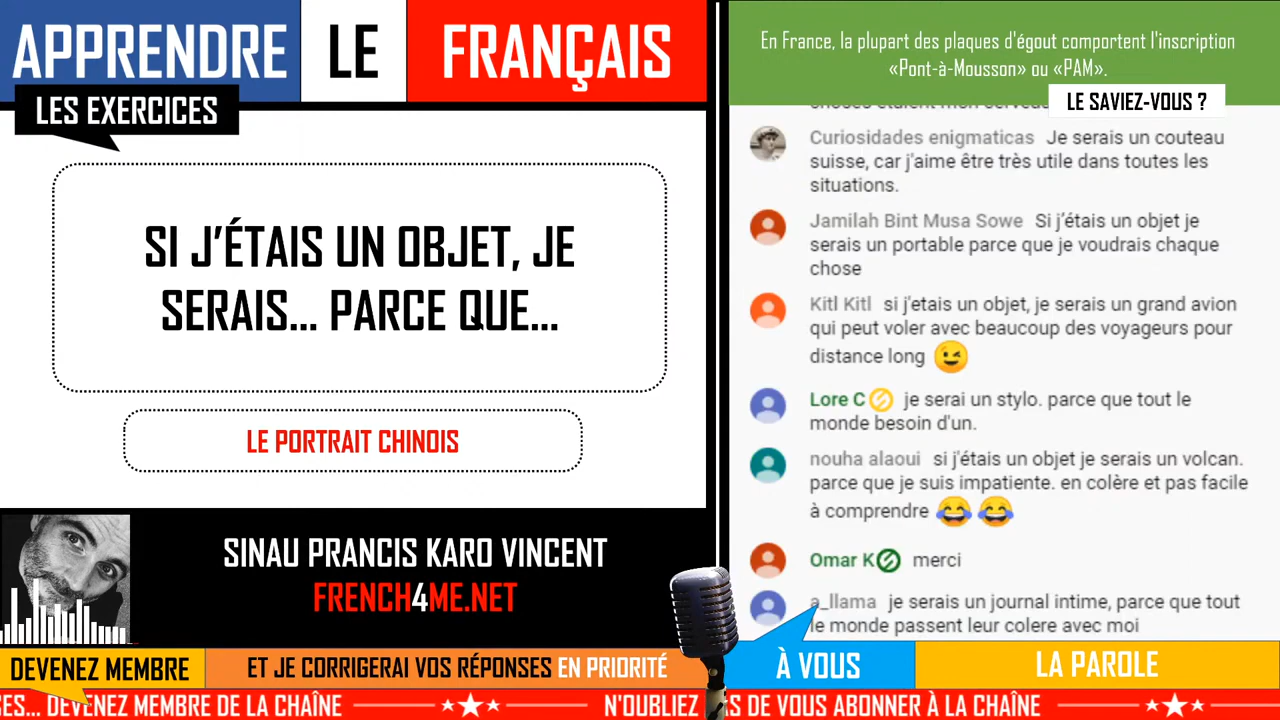 APPRENDRE LE FRANÇAIS
LES EXERCICES
SI J'ÉTAIS UN OBJET, JE
SERAIS... PARCE QUE...
LE PORTRAIT CHINOIS
SINAU PRANCIS KARO VINCENT
FRENCH4ME.NET
En France, la plupart des plaques d'égout comportent l'inscription
«Pont-à-Mousson» ou «PAM».
LE SAVIEZ-VOUS ?
Curiosidades enigmaticas Je serais un couteau
suisse, car j'aime être très utile dans toutes les
situations.
Jamilah Bint Musa Sowe Si j'étais un objet je
serais un portable parce que je voudrais chaque
chose
Kitl Kitl si j'etais un objet, je serais un grand avion
qui peut voler avec beaucoup des voyageurs pour
distance long 😉
Lore C je serai un stylo. parce que tout le
monde besoin d'un.
nouha alaoui si j'étais un objet je serais un volcan.
parce que je suis impatiente. en colère et pas facile
à comprendre 😂 😂
Omar K merci
a_llama je serais un journal intime, parce que tout
le monde passent leur colere avec moi
DEVENEZ MEMBRE ET JE CORRIGERAI VOS RÉPONSES EN PRIORITÉ
À VOUS LA PAROLE
DEVENEZ MEMBRE DE LA CHAÎNE N'OUBLIEZ DE VOUS ABONNER À LA CHAÎNE